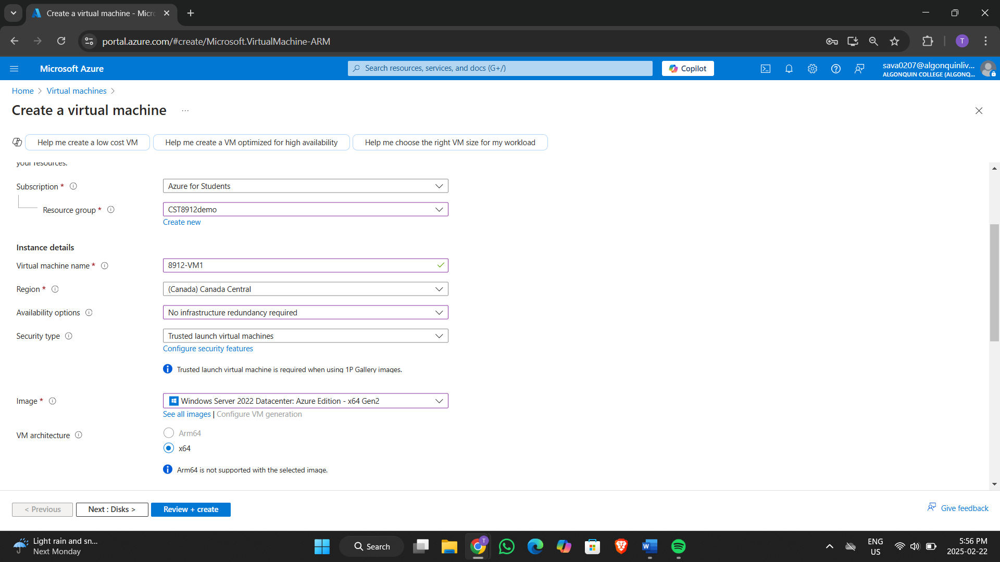 Create a virtual machine - Micro
portal.azure.com/#create/Microsoft.VirtualMachine-ARM
T
Microsoft Azure
Search resources, services, and docs (G+/)
Copilot
sava0207@algonquinliv...
ALGONQUIN COLLEGE (ALGONQ...
Home > Virtual machines >
Create a virtual machine ...
Help me create a low cost VM
Help me create a VM optimized for high availability
Help me choose the right VM size for my workload
your resources.
Subscription *
Azure for Students
Resource group *
CST8912demo
Create new
Instance details
Virtual machine name *
8912-VM1
Region *
(Canada) Canada Central
Availability options
No infrastructure redundancy required
Security type
Trusted launch virtual machines
Configure security features
Trusted launch virtual machine is required when using 1P Gallery images.
Image *
Windows Server 2022 Datacenter: Azure Edition - x64 Gen2
See all images | Configure VM generation
VM architecture
Arm64
x64
Arm64 is not supported with the selected image.
< Previous
Next : Disks >
Review + create
Give feedback
Light rain and sn...
Next Monday
Search
T
W
ENG
US
5:56 PM
2025-02-22